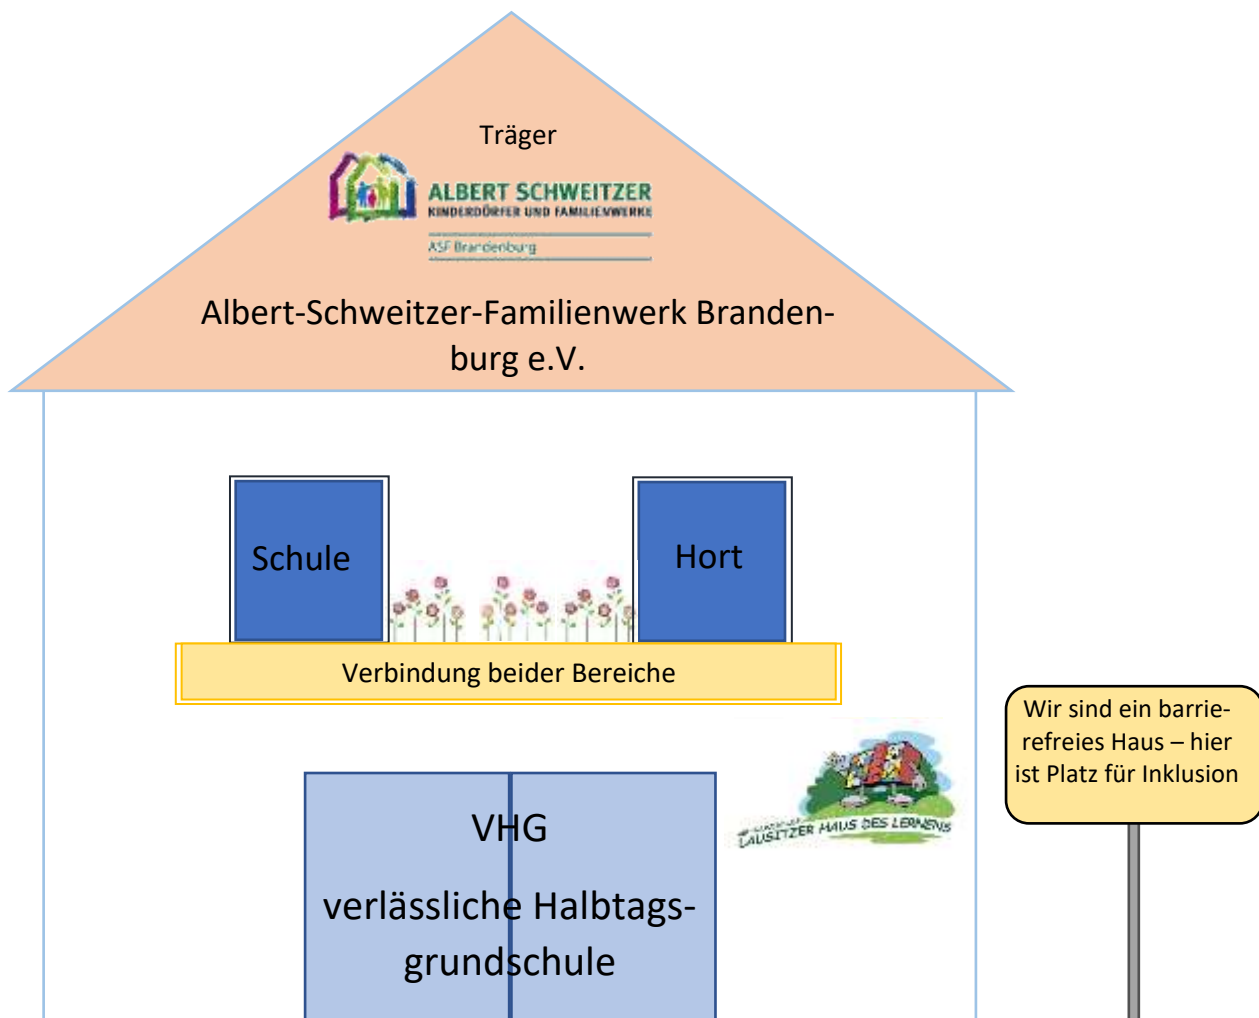 Träger
ALBERT SCHWEITZER
KINDERDÖRFER UND FAMILIENWERKE
ASF Brandenburg
Albert-Schweitzer-Familienwerk Branden-
burg e.V.
Schule
Hort
Verbindung beider Bereiche
Wir sind ein barrie-
refreies Haus – hier
ist Platz für Inklusion
LAUSITZER HAUS DES LERNENS
VHG
verlässliche Halbtags-
grundschule